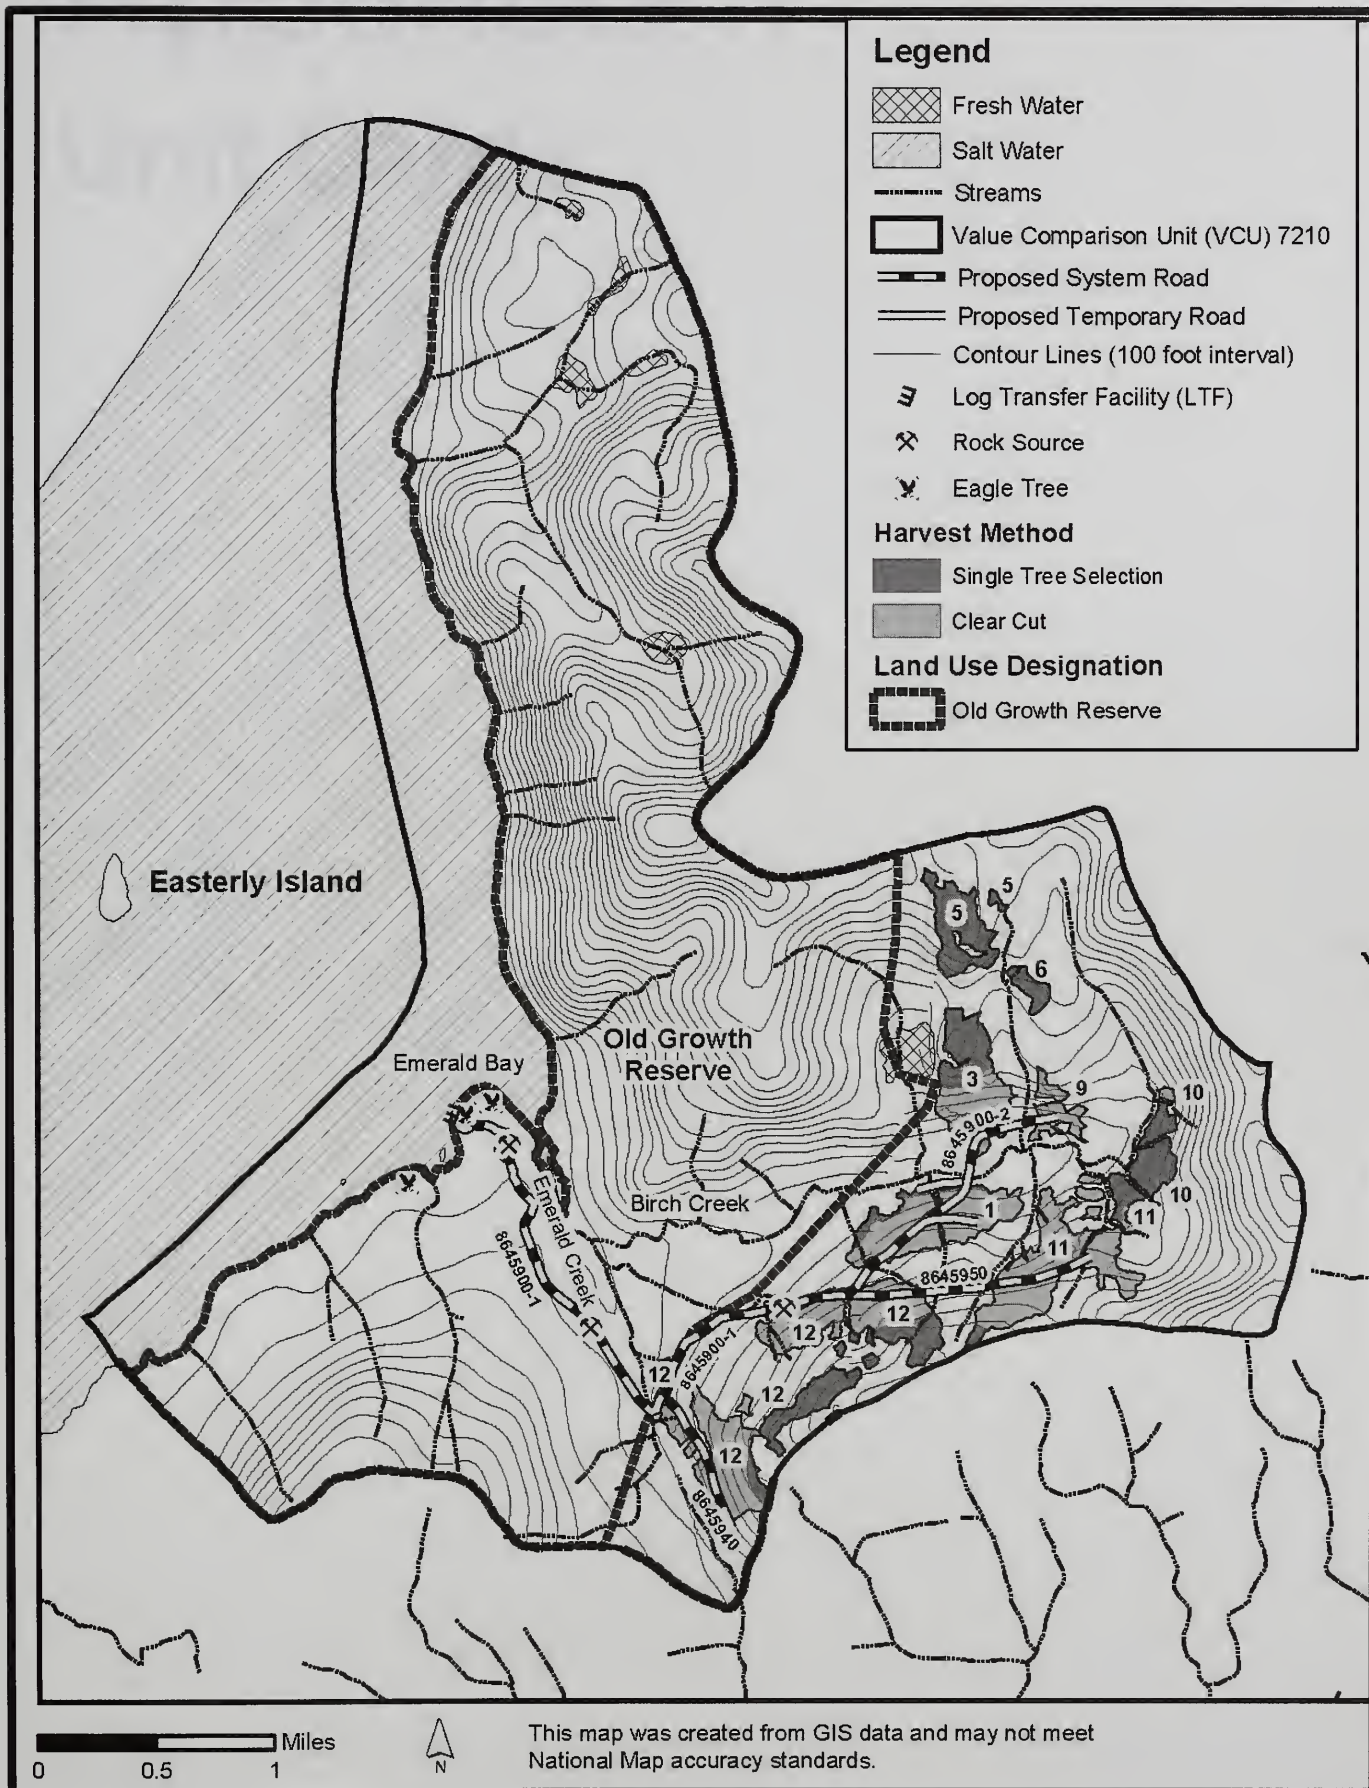 Legend
Fresh Water
Salt Water
Streams
Value Comparison Unit (VCU) 7210
Proposed System Road
Proposed Temporary Road
Contour Lines (100 foot interval)
Log Transfer Facility (LTF)
Rock Source
Eagle Tree
Harvest Method
Single Tree Selection
Clear Cut
Land Use Designation
Old Growth Reserve
Easterly Island
5
5
6
Old Growth
Reserve
Emerald Bay
3
9
10
8645900-2
Emerald Creek
Birch Creek
1
10
11
11
8645900-1
8645950
12
12
8645900-1
12
12
12
8645940
Miles
0
0.5
1
N
This map was created from GIS data and may not meet
National Map accuracy standards.